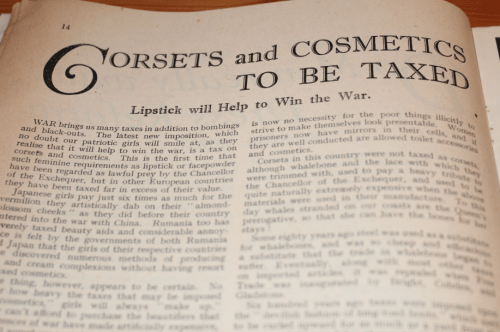 14
CORSETS and COSMETICS
TO BE TAXED
Lipstick will Help to Win the War.
WAR brings us many taxes in addition to bombings
and black-outs. The latest new imposition, which
no doubt our patriotic girls will smile at, as they
realise that it will help to win the war, is a tax on
corsets and cosmetics. This is the first time that
such feminine requirements as lipstick or facepowder
have been regarded as lawful prey by the Chancellor
of the Exchequer, but in other European countries
they have been taxed far in excess of their value.
Japanese girls pay just six times as much for the
vermilion they artistically dab on their "almond-
blossom cheeks" as they did before their country
entered into the war with China. Rumania too has
severely taxed beauty aids and considerable annoy-
ce is felt by the governments of both Rumania
d Japan that the girls of their respective countries
discovered numerous methods of producing
and cream complexions without having resort
taxed cosmetics.
thing, however, appears to be certain. No
how heavy the taxes that may be imposed
cosmetics," girls will always "make up."
can't afford to purchase the beautifiers that
of war have made artificially expensive,
is now no necessity for the poor things illicitly to
strive to make themselves look presentable. Women
prisoners now have mirrors in their cells, and if
they are well conducted are allowed toilet accessories
and cosmetics.
Corsets in this country were not taxed as corsets,
although the whalebone and the lace with which they
were trimmed, used to pay a heavy tribute to
the Chancellor of the Exchequer, and used to be
quite naturally extremely expensive when these
materials were used in their manufacture. To this
day whales stranded on our coasts are the Queen's
prerogative, so that she can have the bones for her
stays!
Some eighty years ago steel was used as a substitute
for whalebone, and was so cheap and efficient
a substitute that the trade in whalebone began to
suffer. Eventually, along with most other taxes
on imported articles, it was repealed when Free
Trade was inaugurated by Bright, Cobden, and
Gladstone.
Six hundred years ago